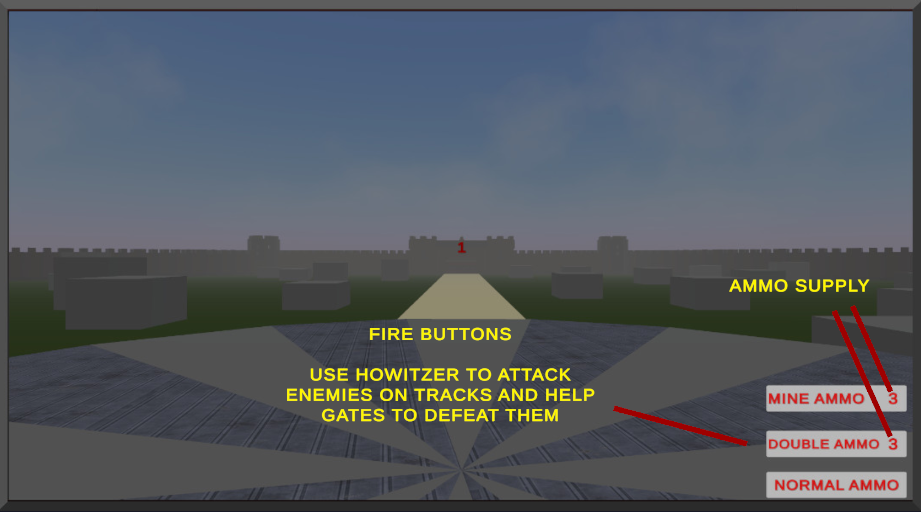 1
AMMO SUPPLY
FIRE BUTTONS
USE HOWITZER TO ATTACK
ENEMIES ON TRACKS AND HELP
GATES TO DEFEAT THEM
MINE AMMO 3
DOUBLE AMMO 3
NORMAL AMMO